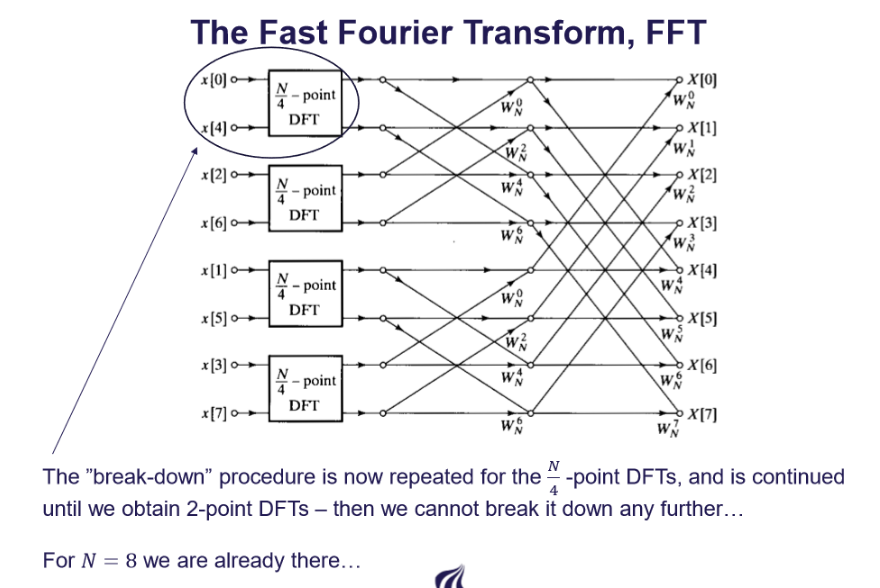 The Fast Fourier Transform, FFT
x[0]
N/4 – point
DFT
x[4]
x[2]
N/4 – point
DFT
x[6]
x[1]
N/4 – point
DFT
x[5]
x[3]
N/4 – point
DFT
x[7]
W_N^0
W_N^2
W_N^4
W_N^6
W_N^0
W_N^2
W_N^4
W_N^6
X[0]
W_N^0
X[1]
W_N^1
X[2]
W_N^2
X[3]
W_N^3
X[4]
W_N^4
X[5]
W_N^5
X[6]
W_N^6
X[7]
W_N^7
The ”break-down” procedure is now repeated for the N/4 -point DFTs, and is continued
until we obtain 2-point DFTs – then we cannot break it down any further…
For N = 8 we are already there…